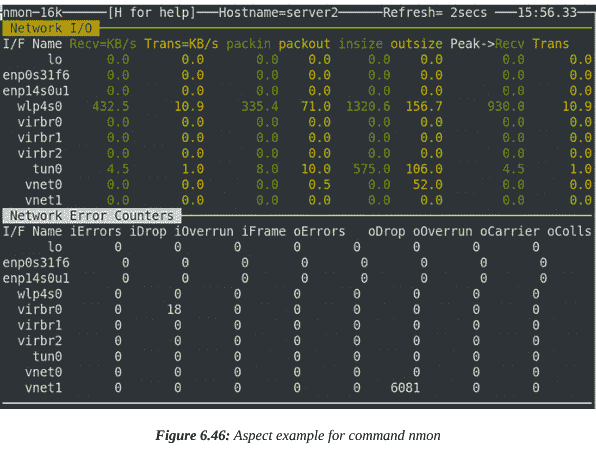 nmon─16k──────[H for help]───Hostname=server2──────Refresh= 2secs ───15:56.33──
Network I/O
I/F Name Recv=KB/s Trans=KB/s packin packout insize outsize Peak->Recv Trans
lo 0.0 0.0 0.0 0.0 0.0 0.0 0.0 0.0
enp0s31f6 0.0 0.0 0.0 0.0 0.0 0.0 0.0 0.0
enp14s0u1 0.0 0.0 0.0 0.0 0.0 0.0 0.0 0.0
wlp4s0 432.5 10.9 335.4 71.0 1320.6 156.7 930.0 10.9
virbr0 0.0 0.0 0.0 0.0 0.0 0.0 0.0 0.0
virbr1 0.0 0.0 0.0 0.0 0.0 0.0 0.0 0.0
virbr2 0.0 0.0 0.0 0.0 0.0 0.0 0.0 0.0
tun0 4.5 1.0 8.0 10.0 575.0 106.0 4.5 1.0
vnet0 0.0 0.0 0.0 0.5 0.0 52.0 0.0 0.0
vnet1 0.0 0.0 0.0 0.0 0.0 0.0 0.0 0.0
Network Error Counters
I/F Name iErrors iDrop iOverrun iFrame oErrors oDrop oOverrun oCarrier oColls
lo 0 0 0 0 0 0 0 0
enp0s31f6 0 0 0 0 0 0 0 0
enp14s0u1 0 0 0 0 0 0 0 0
wlp4s0 0 0 0 0 0 0 0 0
virbr0 0 18 0 0 0 0 0 0
virbr1 0 0 0 0 0 0 0 0
virbr2 0 0 0 0 0 0 0 0
tun0 0 0 0 0 0 0 0 0
vnet0 0 0 0 0 0 0 0 0
vnet1 0 0 0 0 0 6081 0 0
Figure 6.46: Aspect example for command nmon